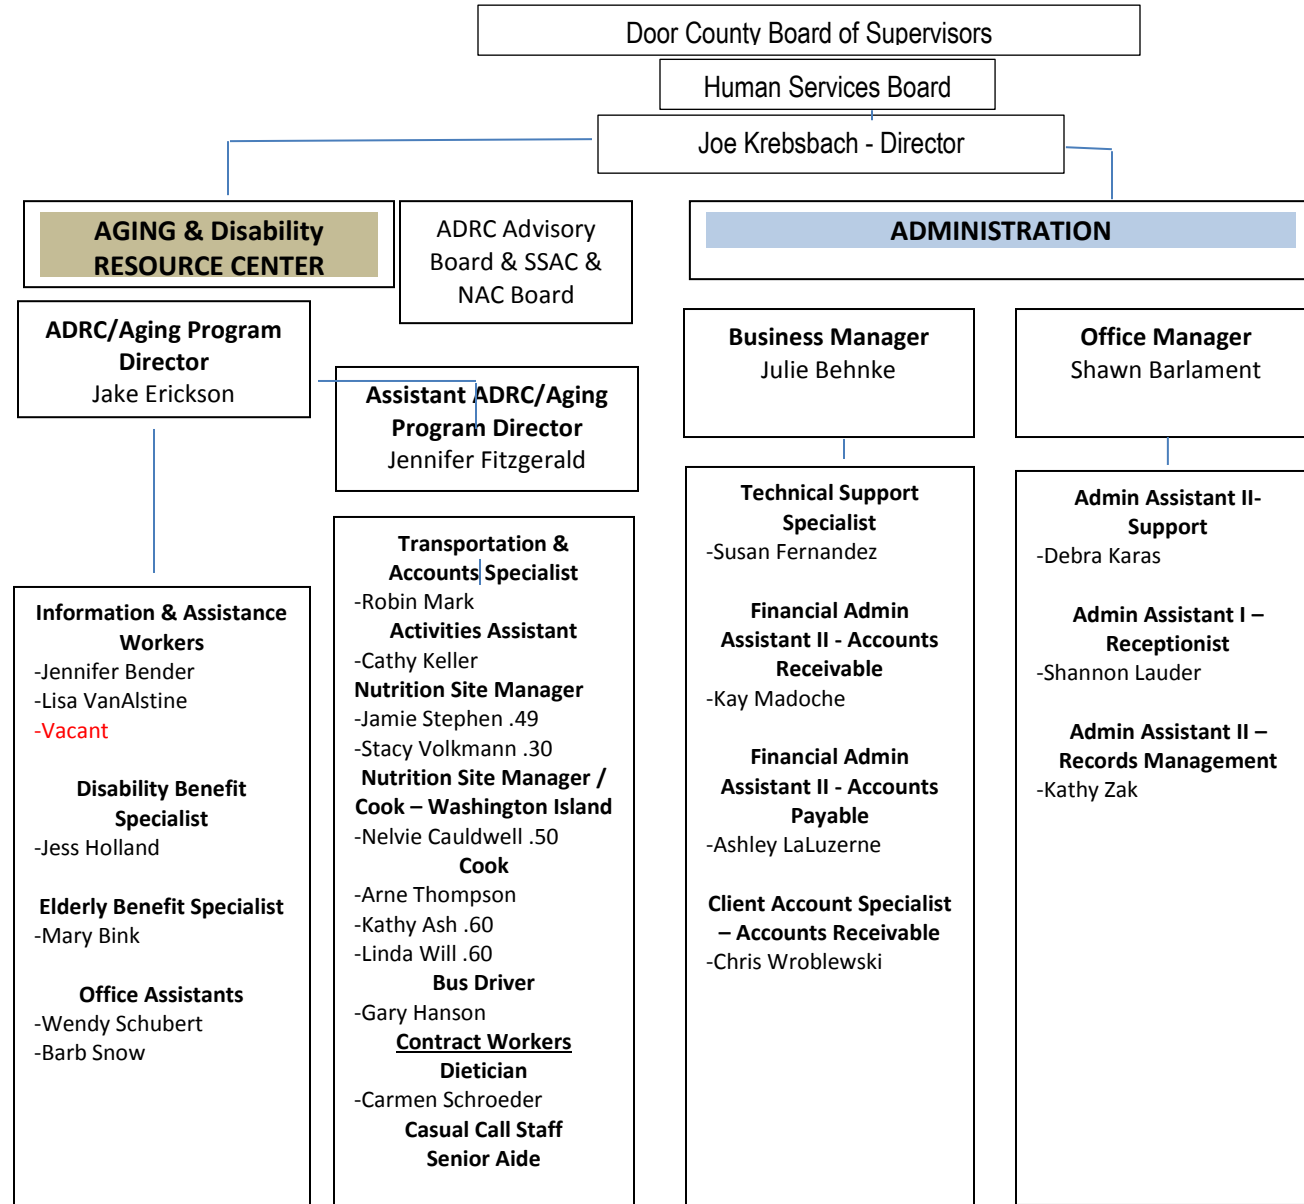 Door County Board of Supervisors
Human Services Board
Joe Krebsbach - Director
AGING & Disability
RESOURCE CENTER
ADRC Advisory
Board & SSAC &
NAC Board
ADMINISTRATION
ADRC/Aging Program
Director
Jake Erickson
Assistant ADRC/Aging
Program Director
Jennifer Fitzgerald
Business Manager
Julie Behnke
Office Manager
Shawn Barlament
Information & Assistance
Workers
-Jennifer Bender
-Lisa VanAlstine
-Vacant
Disability Benefit
Specialist
-Jess Holland
Elderly Benefit Specialist
-Mary Bink
Office Assistants
-Wendy Schubert
-Barb Snow
Transportation &
Accounts Specialist
-Robin Mark
Activities Assistant
-Cathy Keller
Nutrition Site Manager
-Jamie Stephen .49
-Stacy Volkmann .30
Nutrition Site Manager /
Cook – Washington Island
-Nelvie Cauldwell .50
Cook
-Arne Thompson
-Kathy Ash .60
-Linda Will .60
Bus Driver
-Gary Hanson
Contract Workers
Dietician
-Carmen Schroeder
Casual Call Staff
Senior Aide
Technical Support
Specialist
-Susan Fernandez
Financial Admin
Assistant II - Accounts
Receivable
-Kay Madoche
Financial Admin
Assistant II - Accounts
Payable
-Ashley LaLuzerne
Client Account Specialist
– Accounts Receivable
-Chris Wroblewski
Admin Assistant II-
Support
-Debra Karas
Admin Assistant I –
Receptionist
-Shannon Lauder
Admin Assistant II –
Records Management
-Kathy Zak